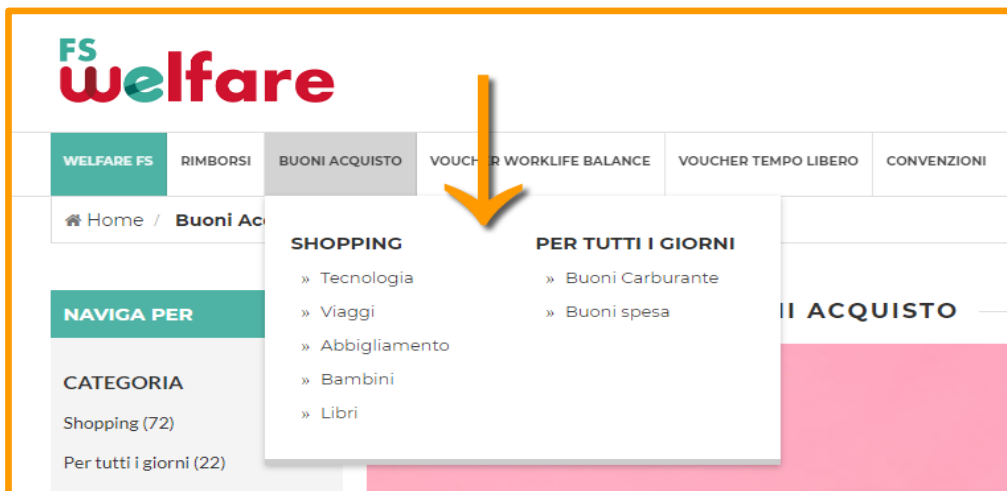 FS
welfare
WELFARE FS RIMBORSI BUONI ACQUISTO VOUCHER WORKLIFE BALANCE VOUCHER TEMPO LIBERO CONVENZIONI
Home / Buoni Ac
SHOPPING
» Tecnologia
» Viaggi
» Abbigliamento
» Bambini
» Libri
PER TUTTI I GIORNI
» Buoni Carburante
» Buoni spesa
NAVIGA PER
I ACQUISTO
CATEGORIA
Shopping (72)
Per tutti i giorni (22)